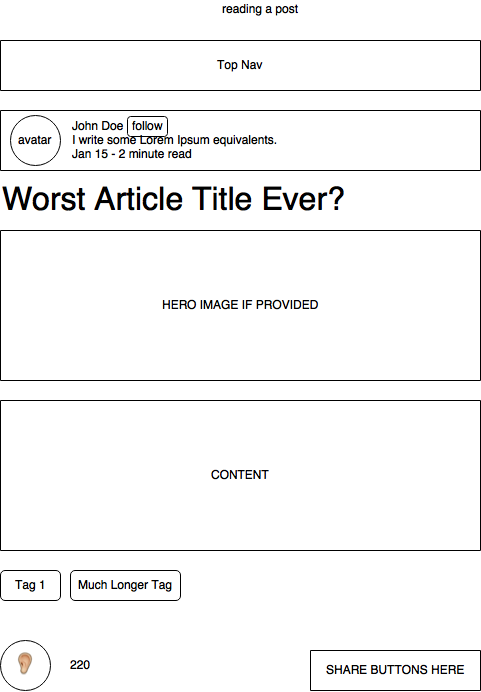 reading a post
Top Nav
avatar
John Doe follow
I write some Lorem Ipsum equivalents.
Jan 15 - 2 minute read
Worst Article Title Ever?
HERO IMAGE IF PROVIDED
CONTENT
Tag 1
Much Longer Tag
220
SHARE BUTTONS HERE